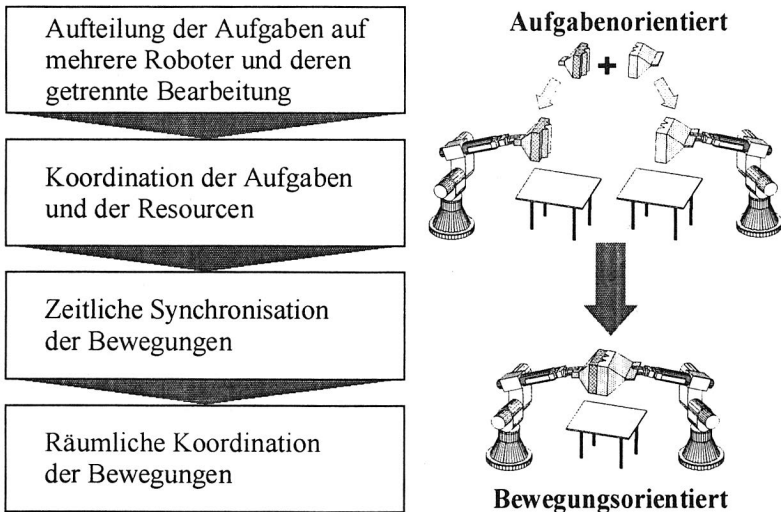 Aufteilung der Aufgaben auf
mehrere Roboter und deren
getrennte Bearbeitung
Koordination der Aufgaben
und der Resourcen
Zeitliche Synchronisation
der Bewegungen
Räumliche Koordination
der Bewegungen
Aufgabenorientiert
+
Bewegungsorientiert